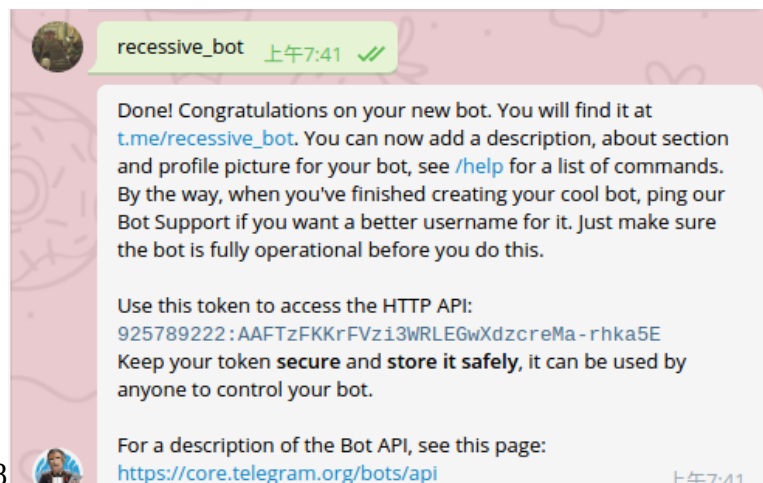 recessive_bot 上午7:41
Done! Congratulations on your new bot. You will find it at
t.me/recessive_bot. You can now add a description, about section
and profile picture for your bot, see /help for a list of commands.
By the way, when you've finished creating your cool bot, ping our
Bot Support if you want a better username for it. Just make sure
the bot is fully operational before you do this.
Use this token to access the HTTP API:
925789222:AAFTzFKKrFVzi3WRLEGwXdzcreMa-rhka5E
Keep your token secure and store it safely, it can be used by
anyone to control your bot.
For a description of the Bot API, see this page:
https://core.telegram.org/bots/api 上午7:41